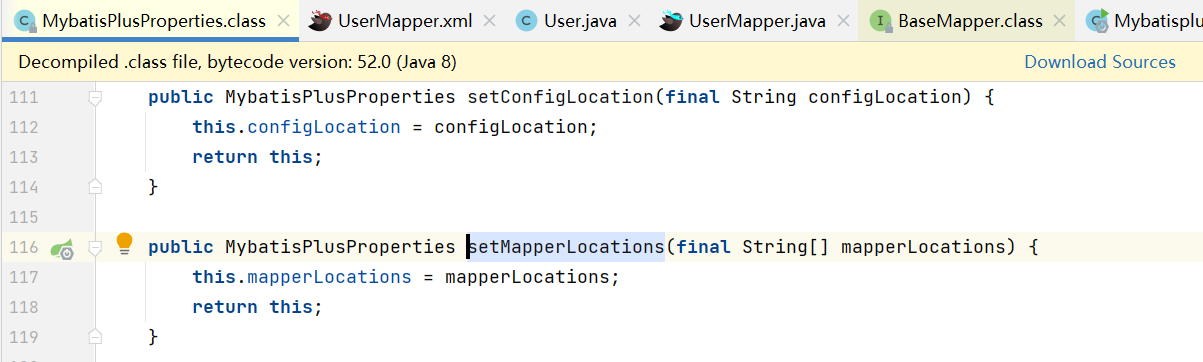 MybatisPlusProperties.class UserMapper.xml User.java UserMapper.java BaseMapper.class Mybatisplu
Decompiled .class file, bytecode version: 52.0 (Java 8) Download Sources
111 public MybatisPlusProperties setConfigLocation(final String configLocation) {
112 this.configLocation = configLocation;
113 return this;
114 }
115
116 public MybatisPlusProperties setMapperLocations(final String[] mapperLocations) {
117 this.mapperLocations = mapperLocations;
118 return this;
119 }